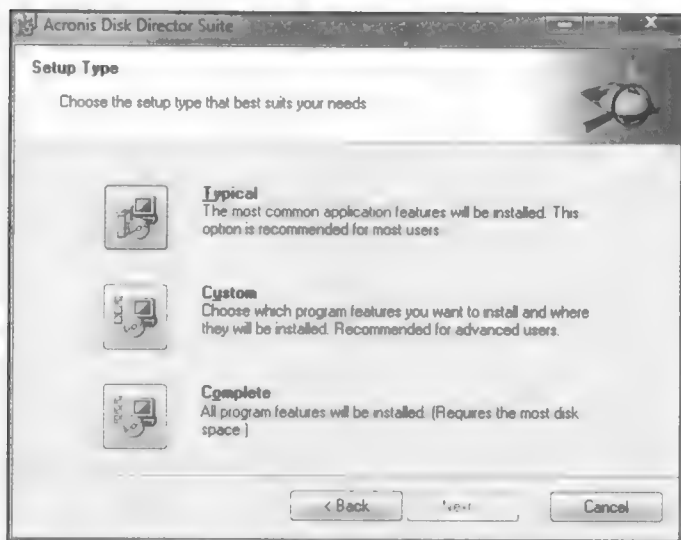 Acronis Disk Director Suite
Setup Type
Choose the setup type that best suits your needs
Typical
The most common application features will be installed. This
option is recommended for most users
Custom
Choose which program features you want to install and where
they will be installed. Recommended for advanced users.
Complete
All program features will be installed. (Requires the most disk
space )
< Back
Next
Cancel